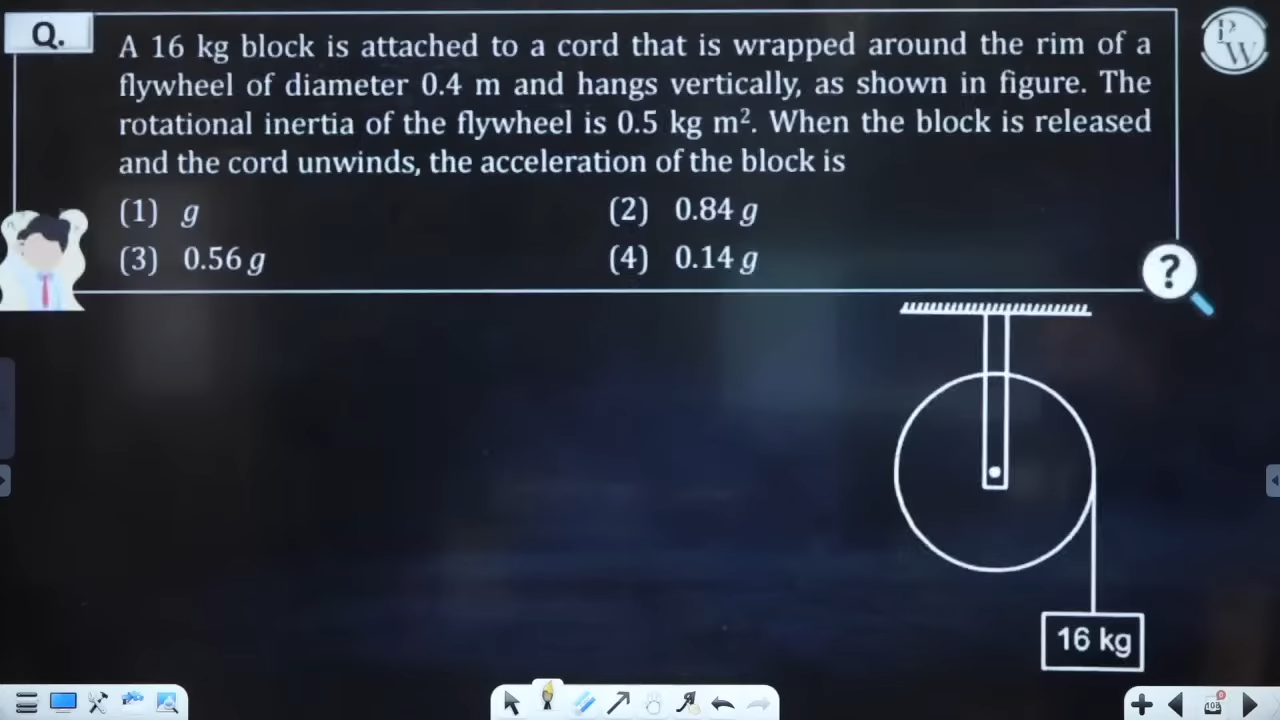 Q.
A 16 kg block is attached to a cord that is wrapped around the rim of a
flywheel of diameter 0.4 m and hangs vertically, as shown in figure. The
rotational inertia of the flywheel is 0.5 kg m². When the block is released
and the cord unwinds, the acceleration of the block is
(1) g
(2) 0.84 g
(3) 0.56 g
(4) 0.14 g
?
PW
16 kg